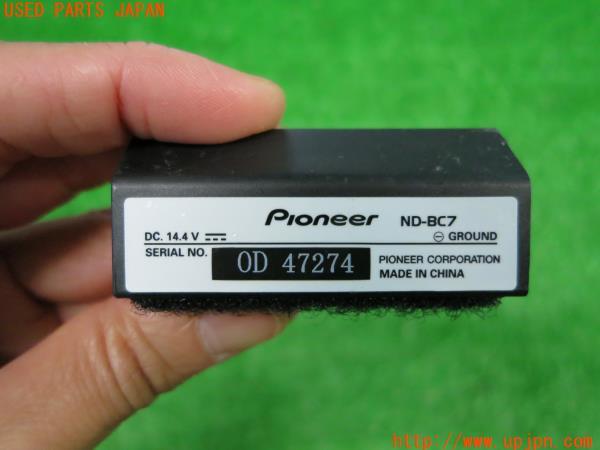 USED PARTS JAPAN
Pioneer ND-BC7
DC. 14.4 V ⎓ ⊖ GROUND
SERIAL NO. OD 47274 PIONEER CORPORATION
MADE IN CHINA
http://www.upjpn.com